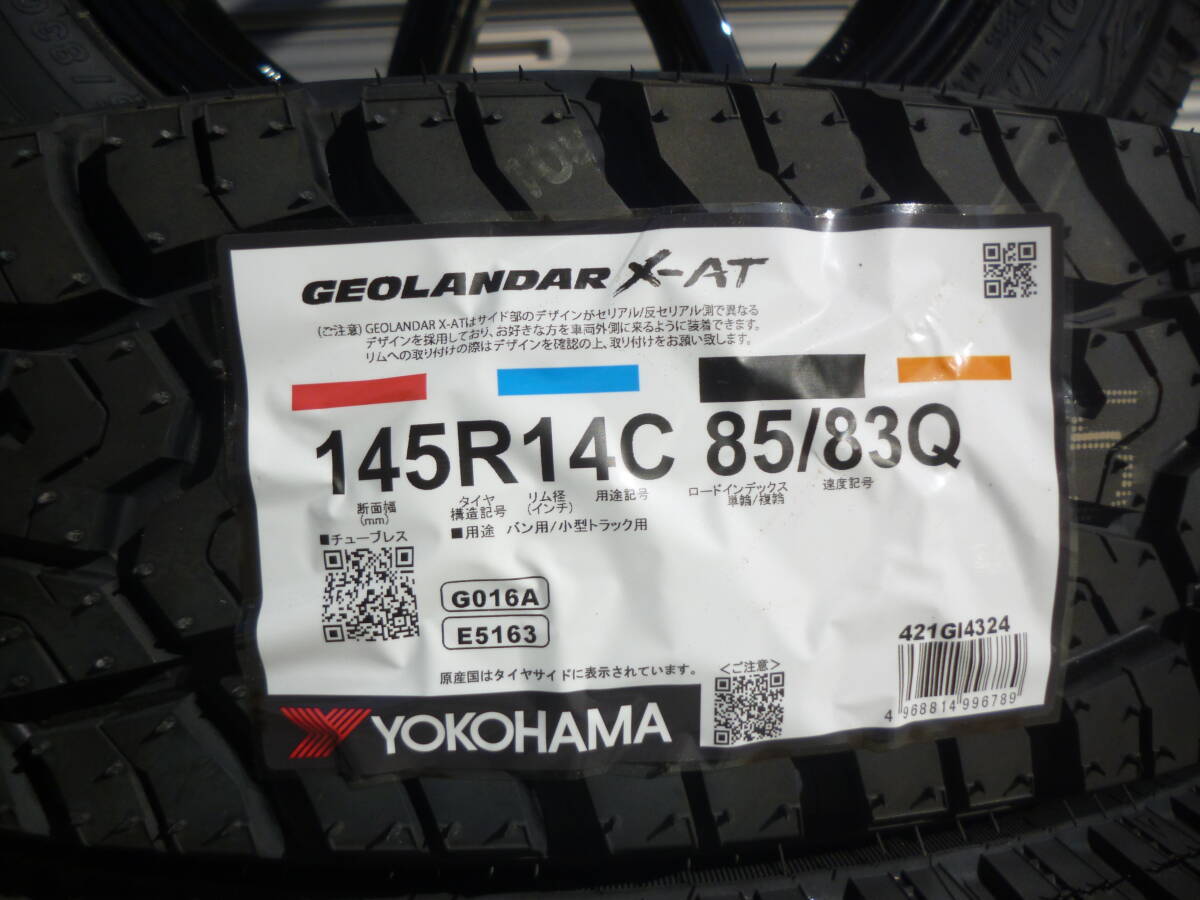 GEOLANDAR X-AT
(ご注意) GEOLANDAR X-ATはサイド部のデザインがセリアル/反セリアル側で異なる
デザインを採用しており、お好きな方を車両外側に来るように装着できます。
リムへの取り付けの際はデザインを確認の上、取り付けをお願い致します。
145R14C 85/83Q
断面幅
(mm)
タイヤ
構造記号
リム径
(インチ)
用途記号
ロードインデックス
単輪/複輪
速度記号
■チューブレス
■用途 バン用/小型トラック用
G016A
E5163
原産国はタイヤサイドに表示されています。
<ご注意>
421GI4324
4 968814 996789
YOKOHAMA